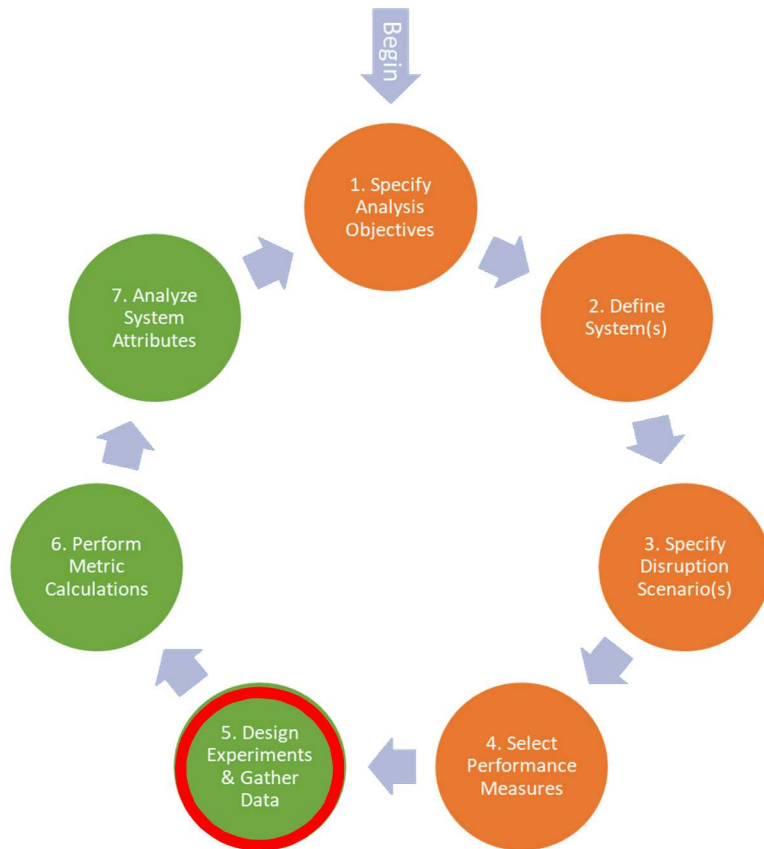 Begin
1. Specify
Analysis
Objectives
2. Define
System(s)
3. Specify
Disruption
Scenario(s)
4. Select
Performance
Measures
5. Design
Experiments
& Gather
Data
6. Perform
Metric
Calculations
7. Analyze
System
Attributes